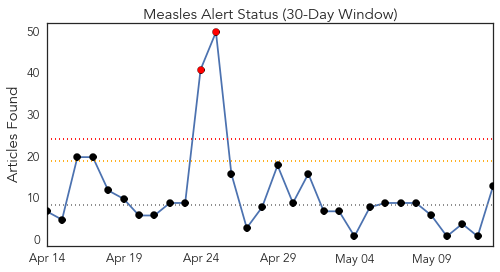 Measles Alert Status (30-Day Window)
Articles Found
50
40
30
20
10
0
Apr 14
Apr 19
Apr 24
Apr 29
May 04
May 09